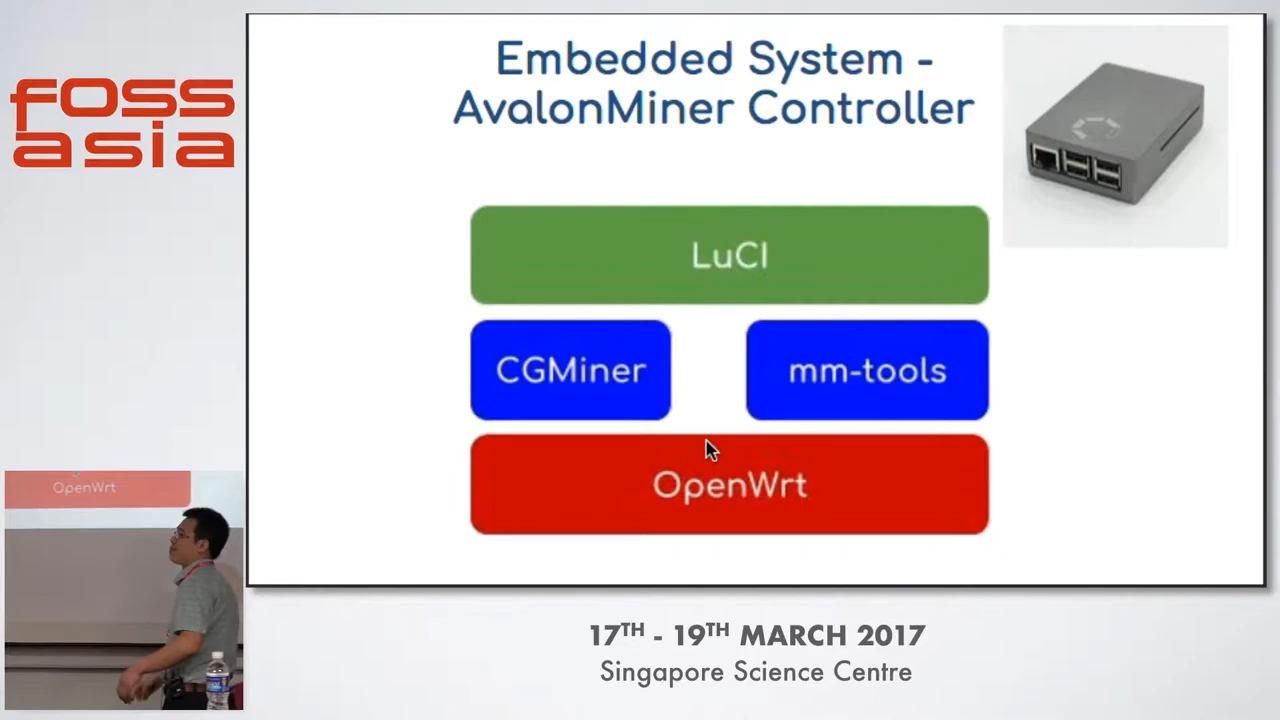 foss
asia
Embedded System -
AvalonMiner Controller
LuCI
CGMiner
mm-tools
OpenWrt
OpenWrt
17TH - 19TH MARCH 2017
Singapore Science Centre